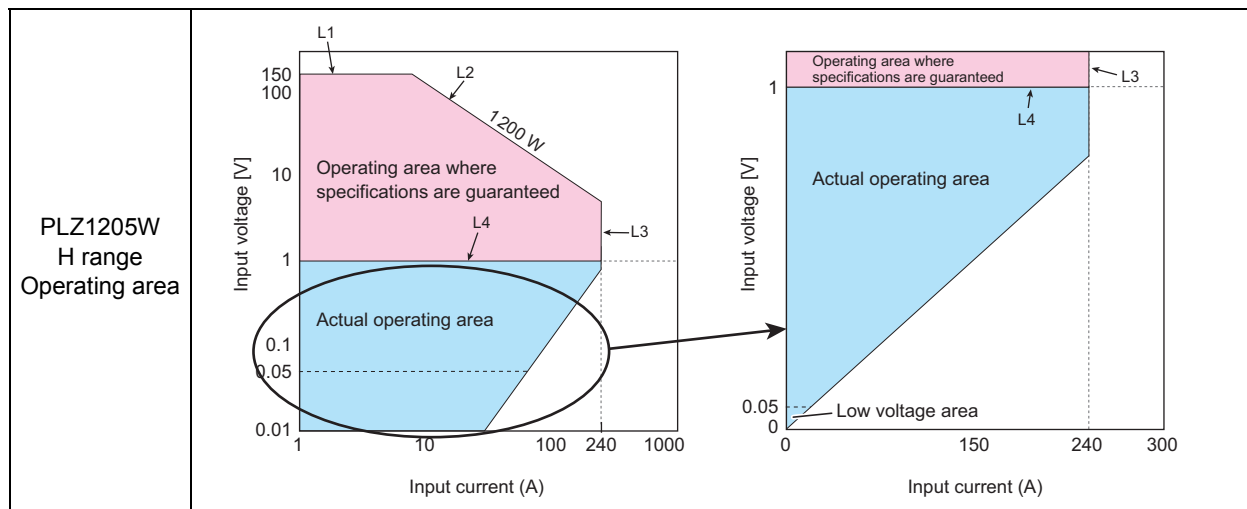 PLZ1205W
H range
Operating area
L1
L2
1200 W
150
100
10
1
0.1
0.05
0.01
Input voltage [V]
Operating area where
specifications are guaranteed
L4
L3
Actual operating area
1
10
100
240
1000
Input current (A)
Operating area where
specifications are guaranteed
L3
L4
1
0.05
0
Input voltage [V]
Actual operating area
Low voltage area
0
150
240
300
Input current (A)